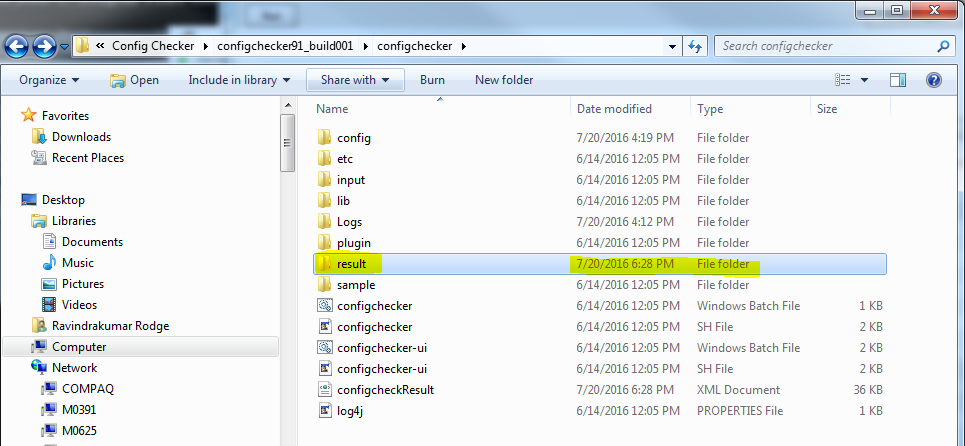 « Config Checker configchecker91_build001 configchecker Search configchecker
Organize Open Include in library Share with Burn New folder
Name Date modified Type Size
Favorites
Downloads
Recent Places
Desktop
Libraries
Documents
Music
Pictures
Videos
Ravindrakumar Rodge
Computer
Network
COMPAQ
M0391
M0625
config 7/20/2016 4:19 PM File folder
etc 6/14/2016 12:05 PM File folder
input 6/14/2016 12:05 PM File folder
lib 6/14/2016 12:05 PM File folder
Logs 7/20/2016 4:12 PM File folder
plugin 6/14/2016 12:05 PM File folder
result 7/20/2016 6:28 PM File folder
sample 6/14/2016 12:05 PM File folder
configchecker 6/14/2016 12:05 PM Windows Batch File 1 KB
configchecker 6/14/2016 12:05 PM SH File 2 KB
configchecker-ui 6/14/2016 12:05 PM Windows Batch File 2 KB
configchecker-ui 6/14/2016 12:05 PM SH File 2 KB
configcheckResult 7/20/2016 6:28 PM XML Document 36 KB
log4j 6/14/2016 12:05 PM PROPERTIES File 1 KB